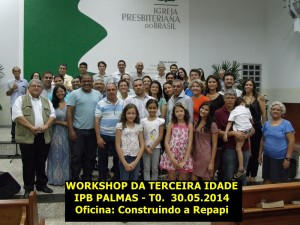 IGREJA
PRESBITERIANA
DO BRASIL
WORKSHOP DA TERCEIRA IDADE
IPB PALMAS - T0. 30.05.2014
Oficina: Construindo a Repapi